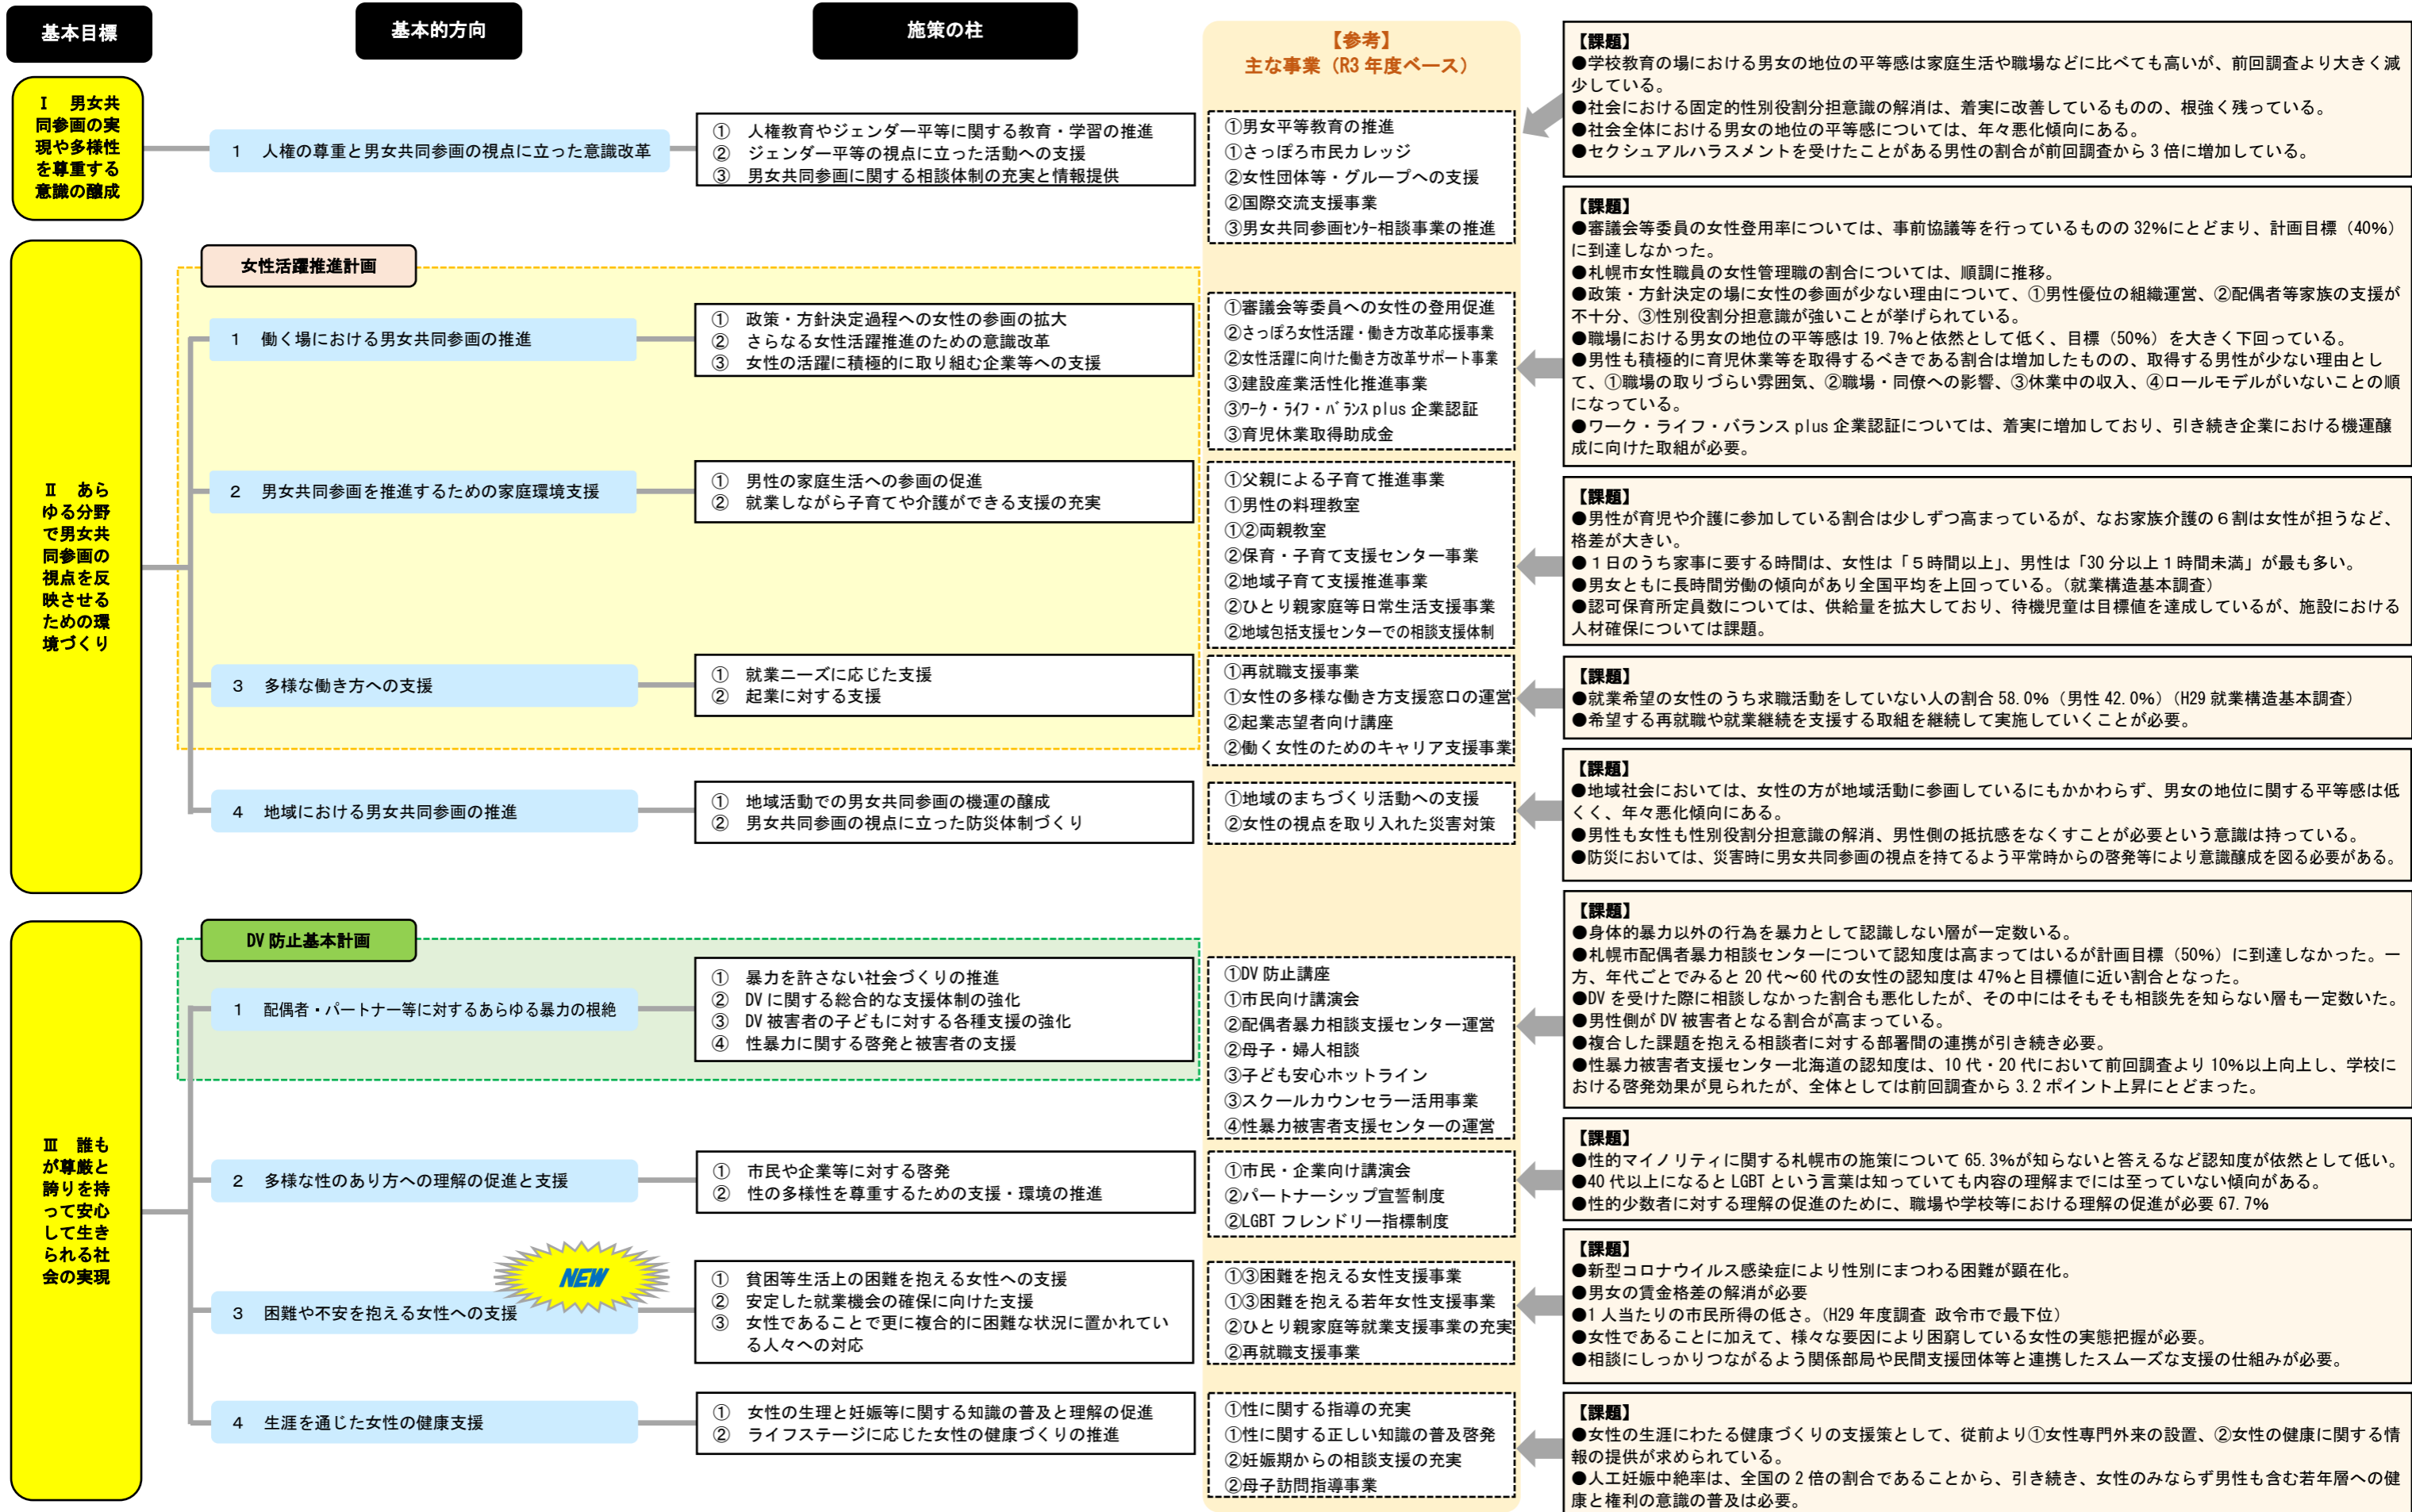 基本目標
基本的方向
施策の柱
【参考】
主な事業（R3 年度ベース）
Ⅰ　男女共
同参画の実
現や多様性
を尊重する
意識の醸成
1　人権の尊重と男女共同参画の視点に立った意識改革
①　人権教育やジェンダー平等に関する教育・学習の推進
②　ジェンダー平等の視点に立った活動への支援
③　男女共同参画に関する相談体制の充実と情報提供
①男女平等教育の推進
①さっぽろ市民カレッジ
②女性団体等・グループへの支援
②国際交流支援事業
③男女共同参画ｾﾝﾀｰ相談事業の推進
【課題】
●学校教育の場における男女の地位の平等感は家庭生活や職場などに比べても高いが、前回調査より大きく減
少している。
●社会における固定的性別役割分担意識の解消は、着実に改善しているものの、根強く残っている。
●社会全体における男女の地位の平等感については、年々悪化傾向にある。
●セクシュアルハラスメントを受けたことがある男性の割合が前回調査から 3 倍に増加している。
Ⅱ　あら
ゆる分野
で男女共
同参画の
視点を反
映させる
ための環
境づくり
女性活躍推進計画
1　働く場における男女共同参画の推進
①　政策・方針決定過程への女性の参画の拡大
②　さらなる女性活躍推進のための意識改革
③　女性の活躍に積極的に取り組む企業等への支援
①審議会等委員への女性の登用促進
②さっぽろ女性活躍・働き方改革応援事業
②女性活躍に向けた働き方改革サポート事業
③建設産業活性化推進事業
③ﾜｰｸ・ﾗｲﾌ・ﾊﾞﾗﾝｽ plus 企業認証
③育児休業取得助成金
【課題】
●審議会等委員の女性登用率については、事前協議等を行っているものの 32%にとどまり、計画目標（40%）
に到達しなかった。
●札幌市女性職員の女性管理職の割合については、順調に推移。
●政策・方針決定の場に女性の参画が少ない理由について、①男性優位の組織運営、②配偶者等家族の支援が
不十分、③性別役割分担意識が強いことが挙げられている。
●職場における男女の地位の平等感は 19.7%と依然として低く、目標（50%）を大きく下回っている。
●男性も積極的に育児休業等を取得するべきである割合は増加したものの、取得する男性が少ない理由とし
て、①職場の取りづらい雰囲気、②職場・同僚への影響、③休業中の収入、④ロールモデルがいないことの順
になっている。
●ワーク・ライフ・バランス plus 企業認証については、着実に増加しており、引き続き企業における機運醸
成に向けた取組が必要。
2　男女共同参画を推進するための家庭環境支援
①　男性の家庭生活への参画の促進
②　就業しながら子育てや介護ができる支援の充実
①父親による子育て推進事業
①男性の料理教室
①②両親教室
②保育・子育て支援センター事業
②地域子育て支援推進事業
②ひとり親家庭等日常生活支援事業
②地域包括支援センターでの相談支援体制
【課題】
●男性が育児や介護に参加している割合は少しずつ高まっているが、なお家族介護の６割は女性が担うなど、
格差が大きい。
●１日のうち家事に要する時間は、女性は「５時間以上」、男性は「30 分以上１時間未満」が最も多い。
●男女ともに長時間労働の傾向があり全国平均を上回っている。（就業構造基本調査）
●認可保育所定員数については、供給量を拡大しており、待機児童は目標値を達成しているが、施設における
人材確保については課題。
3　多様な働き方への支援
①　就業ニーズに応じた支援
②　起業に対する支援
①再就職支援事業
①女性の多様な働き方支援窓口の運営
②起業志望者向け講座
②働く女性のためのキャリア支援事業
【課題】
●就業希望の女性のうち求職活動をしていない人の割合 58.0%（男性 42.0%）（H29 就業構造基本調査）
●希望する再就職や就業継続を支援する取組を継続して実施していくことが必要。
4　地域における男女共同参画の推進
①　地域活動での男女共同参画の機運の醸成
②　男女共同参画の視点に立った防災体制づくり
①地域のまちづくり活動への支援
②女性の視点を取り入れた災害対策
【課題】
●地域社会においては、女性の方が地域活動に参画しているにもかかわらず、男女の地位に関する平等感は低
くく、年々悪化傾向にある。
●男性も女性も性別役割分担意識の解消、男性側の抵抗感をなくすことが必要という意識は持っている。
●防災においては、災害時に男女共同参画の視点を持てるよう平常時からの啓発等により意識醸成を図る必要がある。
Ⅲ　誰も
が尊厳と
誇りを持
って安心
して生き
られる社
会の実現
DV 防止基本計画
1　配偶者・パートナー等に対するあらゆる暴力の根絶
①　暴力を許さない社会づくりの推進
②　DV に関する総合的な支援体制の強化
③　DV 被害者の子どもに対する各種支援の強化
④　性暴力に関する啓発と被害者の支援
①DV 防止講座
①市民向け講演会
②配偶者暴力相談支援センター運営
②母子・婦人相談
③子ども安心ホットライン
③スクールカウンセラー活用事業
④性暴力被害者支援センターの運営
【課題】
●身体的暴力以外の行為を暴力として認識しない層が一定数いる。
●札幌市配偶者暴力相談センターについて認知度は高まってはいるが計画目標（50%）に到達しなかった。一
方、年代ごとでみると 20 代～60 代の女性の認知度は 47%と目標値に近い割合となった。
●DV を受けた際に相談しなかった割合も悪化したが、その中にはそもそも相談先を知らない層も一定数いた。
●男性側が DV 被害者となる割合が高まっている。
●複合した課題を抱える相談者に対する部署間の連携が引き続き必要。
●性暴力被害者支援センター北海道の認知度は、10 代・20 代において前回調査より 10%以上向上し、学校に
おける啓発効果が見られたが、全体としては前回調査から 3.2 ポイント上昇にとどまった。
2　多様な性のあり方への理解の促進と支援
①　市民や企業等に対する啓発
②　性の多様性を尊重するための支援・環境の推進
①市民・企業向け講演会
②パートナーシップ宣誓制度
②LGBT フレンドリー指標制度
【課題】
●性的マイノリティに関する札幌市の施策について 65.3%が知らないと答えるなど認知度が依然として低い。
●40 代以上になると LGBT という言葉は知っていても内容の理解までには至っていない傾向がある。
●性的少数者に対する理解の促進のために、職場や学校等における理解の促進が必要 67.7%
NEW
3　困難や不安を抱える女性への支援
①　貧困等生活上の困難を抱える女性への支援
②　安定した就業機会の確保に向けた支援
③　女性であることで更に複合的に困難な状況に置かれてい
る人々への対応
①③困難を抱える女性支援事業
①③困難を抱える若年女性支援事業
②ひとり親家庭等就業支援事業の充実
②再就職支援事業
【課題】
●新型コロナウイルス感染症により性別にまつわる困難が顕在化。
●男女の賃金格差の解消が必要
●1 人当たりの市民所得の低さ。（H29 年度調査 政令市で最下位）
●女性であることに加えて、様々な要因により困窮している女性の実態把握が必要。
●相談にしっかりつながるよう関係部局や民間支援団体等と連携したスムーズな支援の仕組みが必要。
4　生涯を通じた女性の健康支援
①　女性の生理と妊娠等に関する知識の普及と理解の促進
②　ライフステージに応じた女性の健康づくりの推進
①性に関する指導の充実
①性に関する正しい知識の普及啓発
②妊娠期からの相談支援の充実
②母子訪問指導事業
【課題】
●女性の生涯にわたる健康づくりの支援策として、従前より①女性専門外来の設置、②女性の健康に関する情
報の提供が求められている。
●人工妊娠中絶率は、全国の 2 倍の割合であることから、引き続き、女性のみならず男性も含む若年層への健
康と権利の意識の普及は必要。